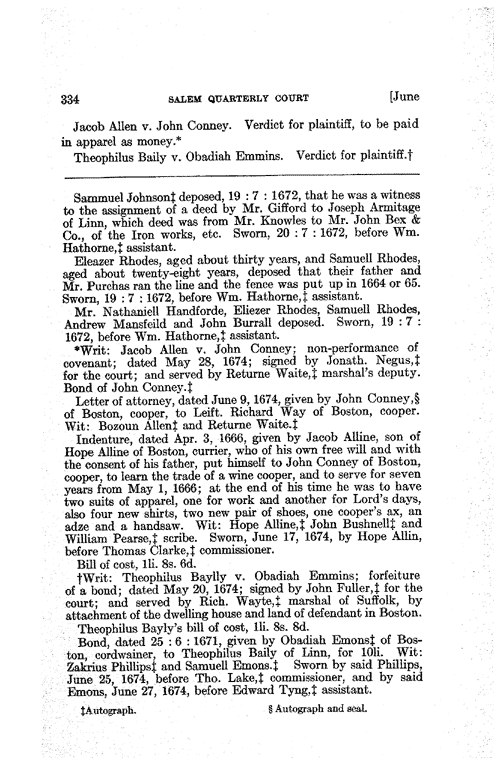 334 SALEM QUARTERLY COURT [June
Jacob Allen v. John Conney. Verdict for plaintiff, to be paid
in apparel as money.*
Theophilus Baily v. Obadiah Emmins. Verdict for plaintiff.†
Sammuel Johnson‡ deposed, 19 : 7 : 1672, that he was a witness
to the assignment of a deed by Mr. Gifford to Joseph Armitage
of Linn, which deed was from Mr. Knowles to Mr. John Bex &
Co., of the Iron works, etc. Sworn, 20 : 7 : 1672, before Wm.
Hathorne,‡ assistant.
Eleazer Rhodes, aged about thirty years, and Samuell Rhodes,
aged about twenty-eight years, deposed that their father and
Mr. Purchas ran the line and the fence was put up in 1664 or 65.
Sworn, 19 : 7 : 1672, before Wm. Hathorne,‡ assistant.
Mr. Nathaniell Handforde, Eliezer Rhodes, Samuell Rhodes,
Andrew Mansfeild and John Burrall deposed. Sworn, 19 : 7 :
1672, before Wm. Hathorne,‡ assistant.
*Writ: Jacob Allen v. John Conney; non-performance of
covenant; dated May 28, 1674; signed by Jonath. Negus,‡
for the court; and served by Returne Waite,‡ marshal's deputy.
Bond of John Conney.‡
Letter of attorney, dated June 9, 1674, given by John Conney,§
of Boston, cooper, to Leift. Richard Way of Boston, cooper.
Wit: Bozoun Allen‡ and Returne Waite.‡
Indenture, dated Apr. 3, 1666, given by Jacob Alline, son of
Hope Alline of Boston, currier, who of his own free will and with
the consent of his father, put himself to John Conney of Boston,
cooper, to learn the trade of a wine cooper, and to serve for seven
years from May 1, 1666; at the end of his time he was to have
two suits of apparel, one for work and another for Lord's days,
also four new shirts, two new pair of shoes, one cooper's ax, an
adze and a handsaw. Wit: Hope Alline,‡ John Bushnell‡ and
William Pearse,‡ scribe. Sworn, June 17, 1674, by Hope Allin,
before Thomas Clarke,‡ commissioner.
Bill of cost, 1li. 8s. 6d.
†Writ: Theophilus Baylly v. Obadiah Emmins; forfeiture
of a bond; dated May 20, 1674; signed by John Fuller,‡ for the
court; and served by Rich. Wayte,‡ marshal of Suffolk, by
attachment of the dwelling house and land of defendant in Boston.
Theophilus Bayly's bill of cost, 1li. 8s. 8d.
Bond, dated 25 : 6 : 1671, given by Obadiah Emons‡ of Bos-
ton, cordwainer, to Theophilus Baily of Linn, for 10li. Wit:
Zakrius Phillips‡ and Samuell Emons.‡ Sworn by said Phillips,
June 25, 1674, before Tho. Lake,‡ commissioner, and by said
Emons, June 27, 1674, before Edward Tyng,‡ assistant.
‡Autograph. § Autograph and seal.